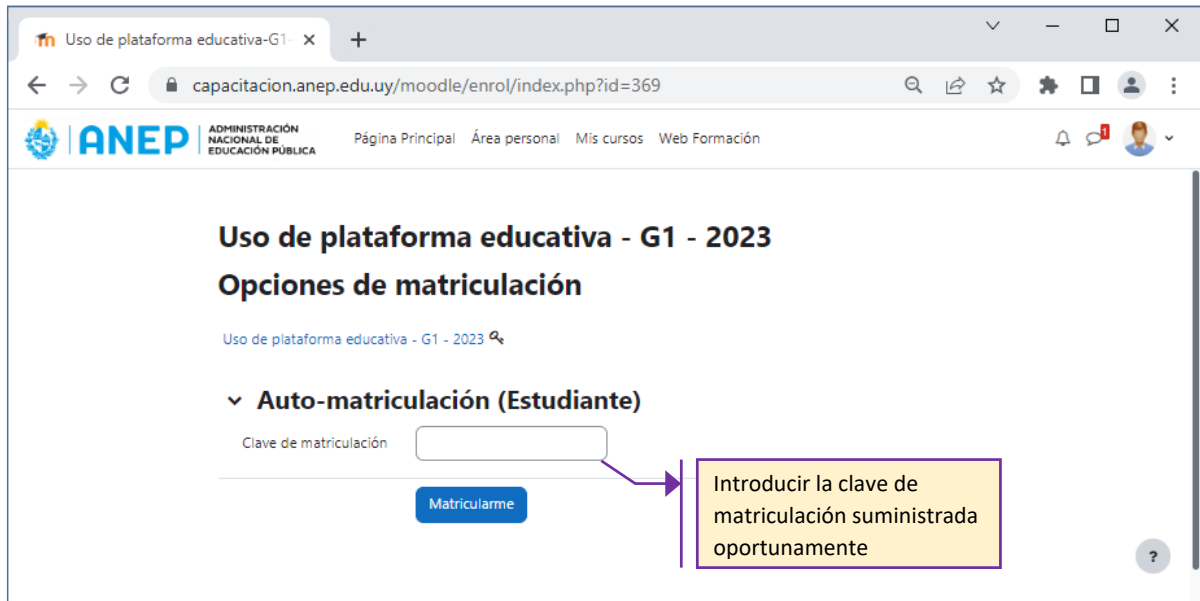 Uso de plataforma educativa-G1-
capacitacion.anep.edu.uy/moodle/enrol/index.php?id=369
ANEP
ADMINISTRACIÓN
NACIONAL DE
EDUCACIÓN PÚBLICA
Página Principal Área personal Mis cursos Web Formación
1
Uso de plataforma educativa - G1 - 2023
Opciones de matriculación
Uso de plataforma educativa - G1 - 2023
Auto-matriculación (Estudiante)
Clave de matriculación
Matricularme
Introducir la clave de
matriculación suministrada
oportunamente
?